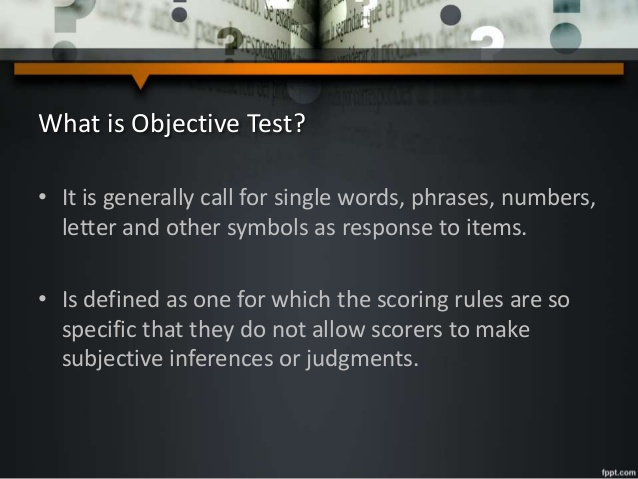 What is Objective Test?
• It is generally call for single words, phrases, numbers,
letter and other symbols as response to items.
• Is defined as one for which the scoring rules are so
specific that they do not allow scorers to make
subjective inferences or judgments.
fppt.com